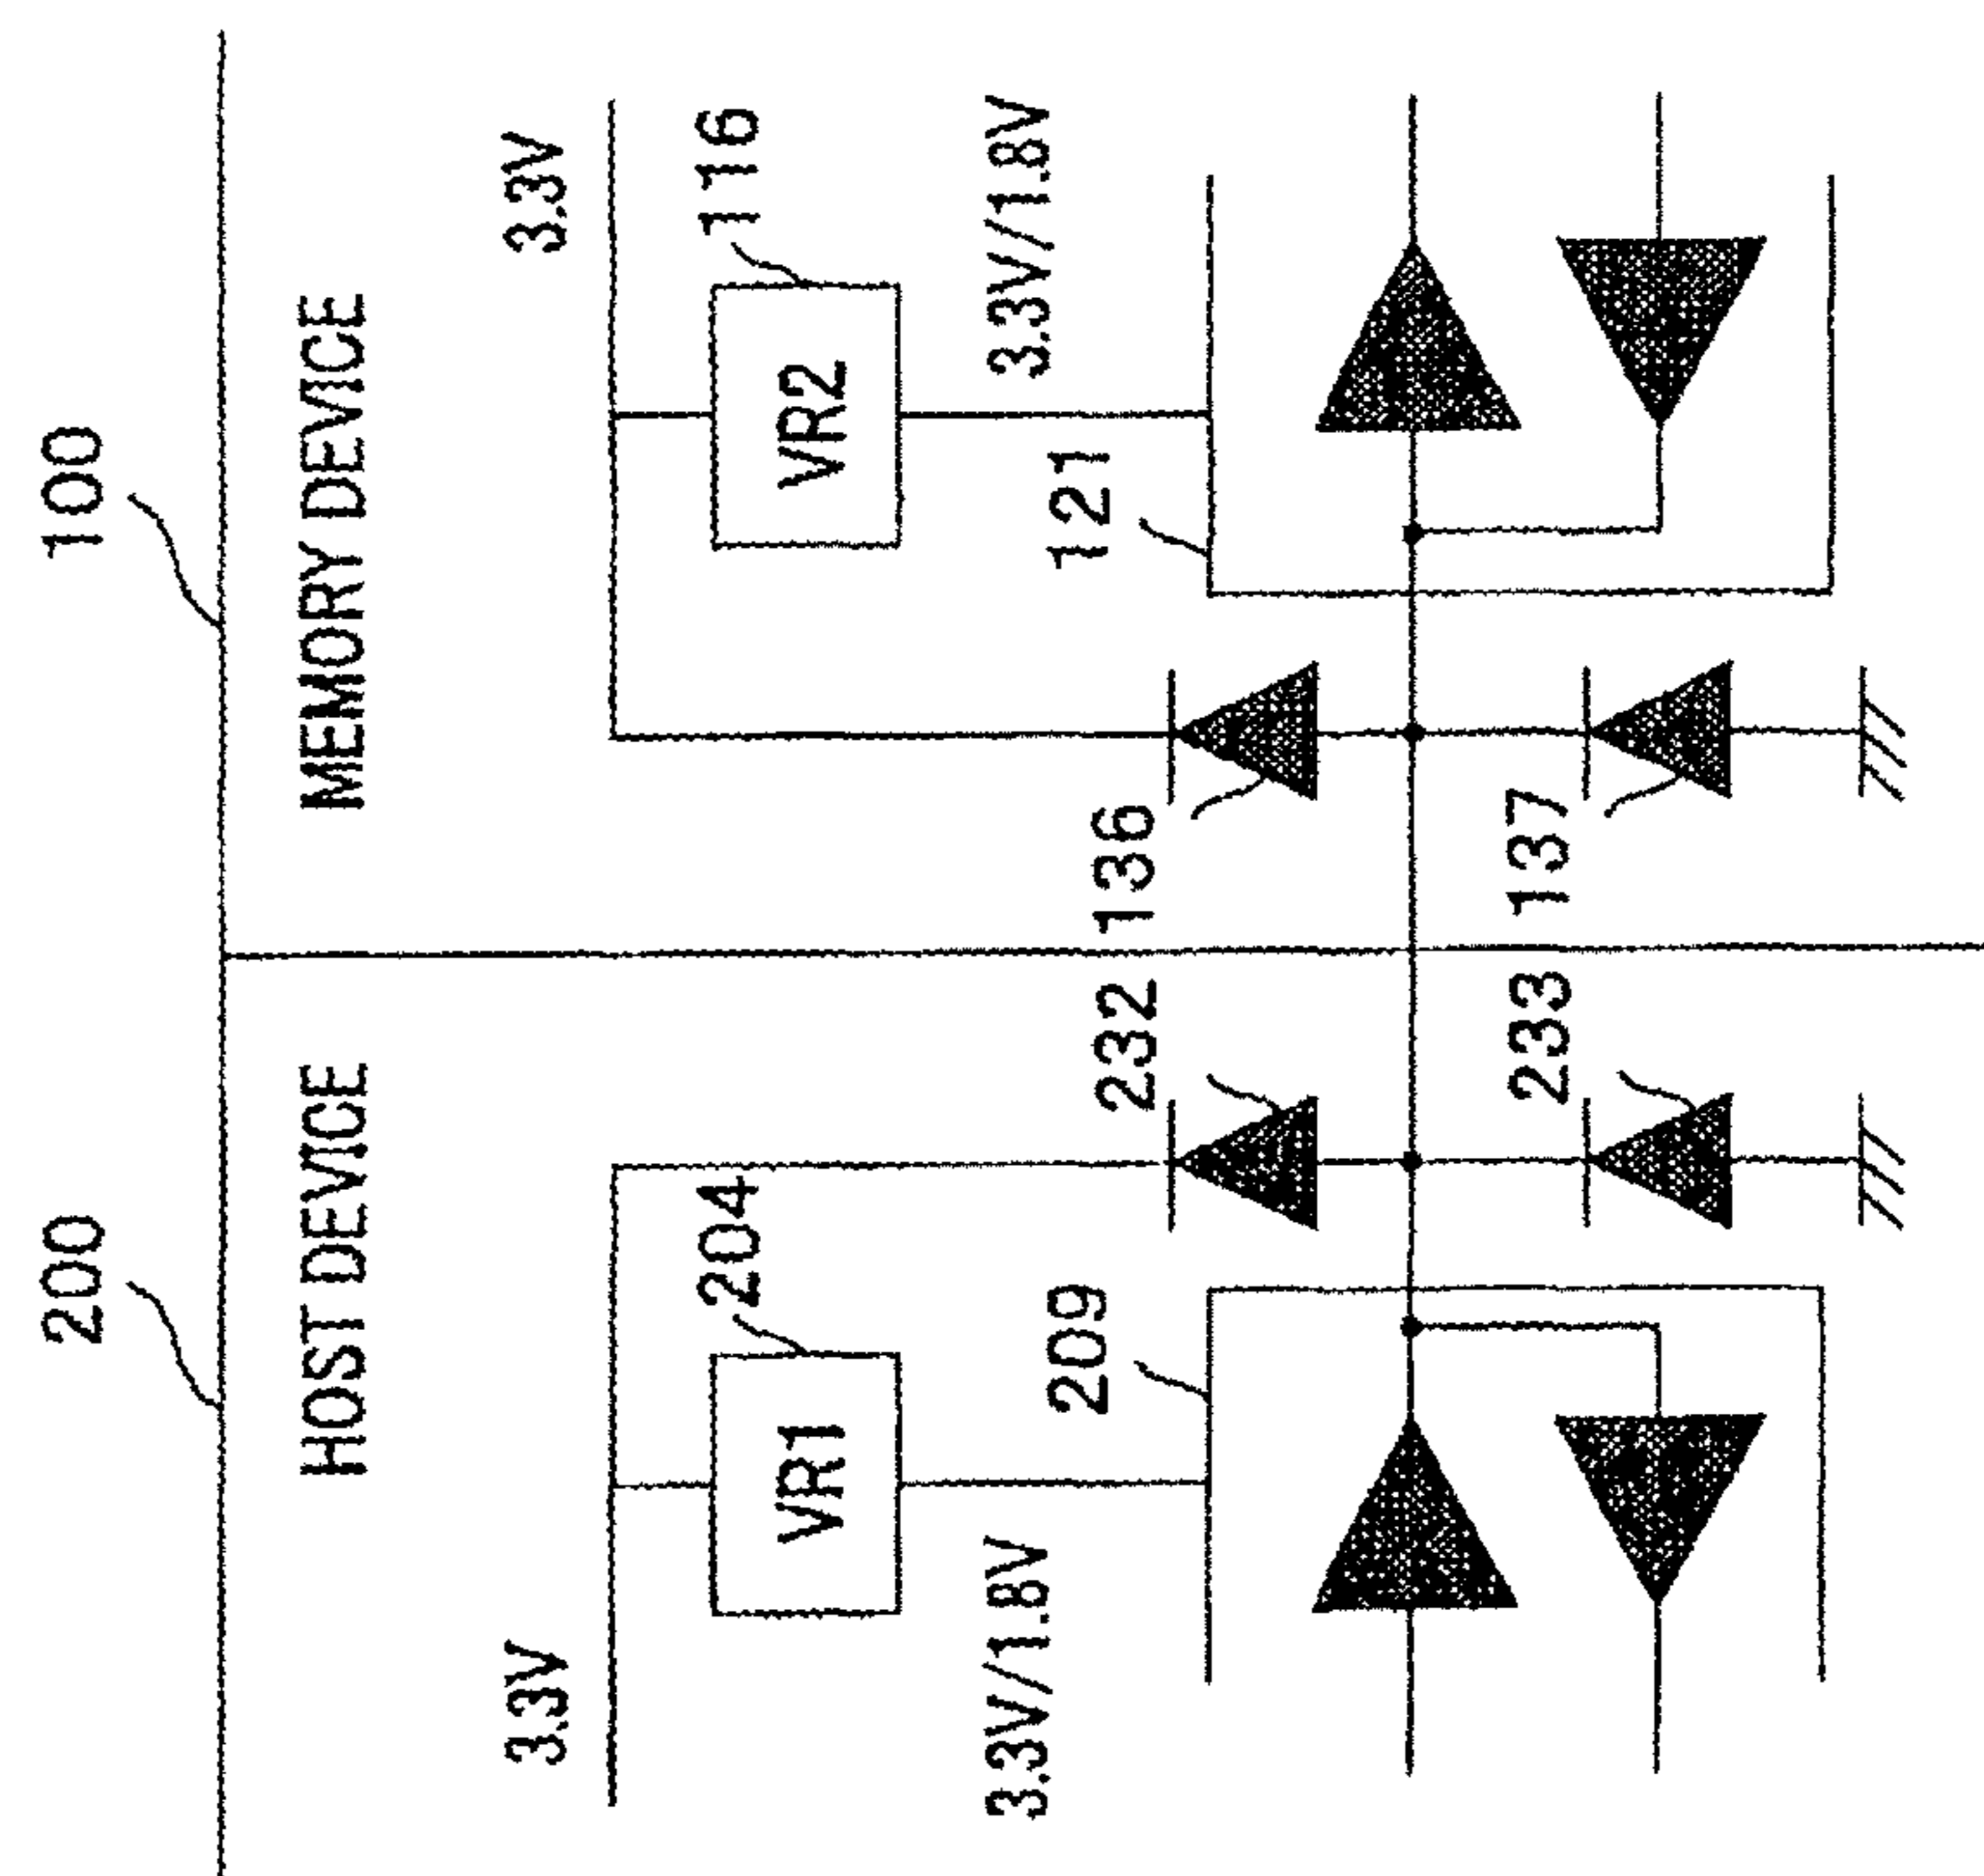 200
100
HOST DEVICE
MEMORY DEVICE
3.3V
3.3V
204
116
VR1
VR2
3.3V/1.8V
3.3V/1.8V
209
121
232
136
233
137